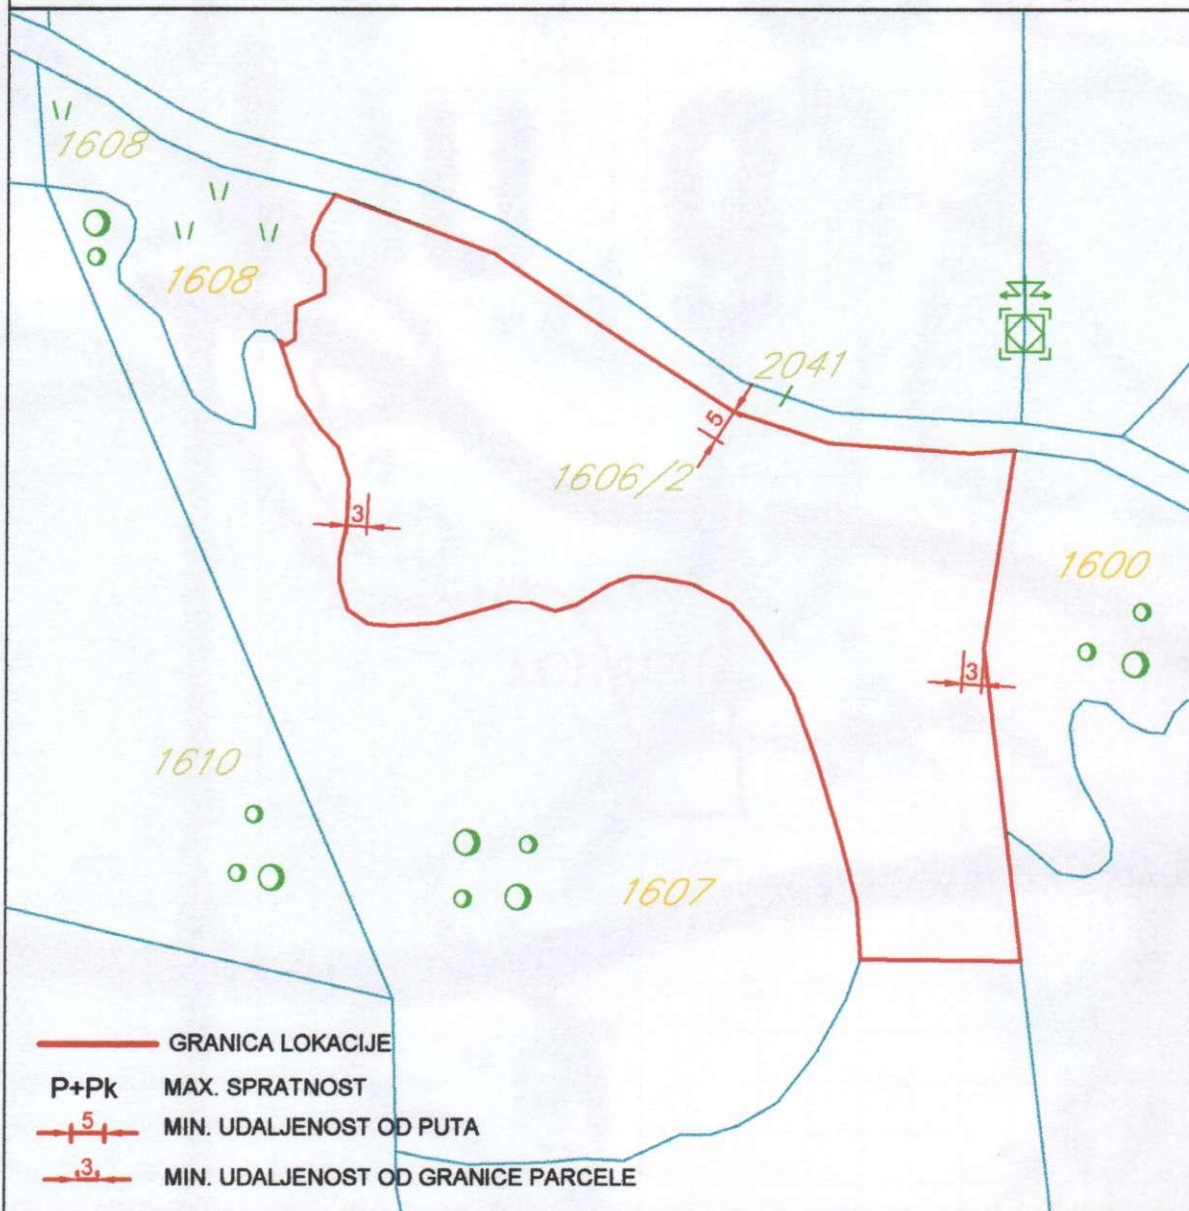 1608
1608
2041
5
1606/2
3
1600
3
1610
1607
GRANICA LOKACIJE
P+Pk MAX. SPRATNOST
5 MIN. UDALJENOST OD PUTA
3 MIN. UDALJENOST OD GRANICE PARCELE